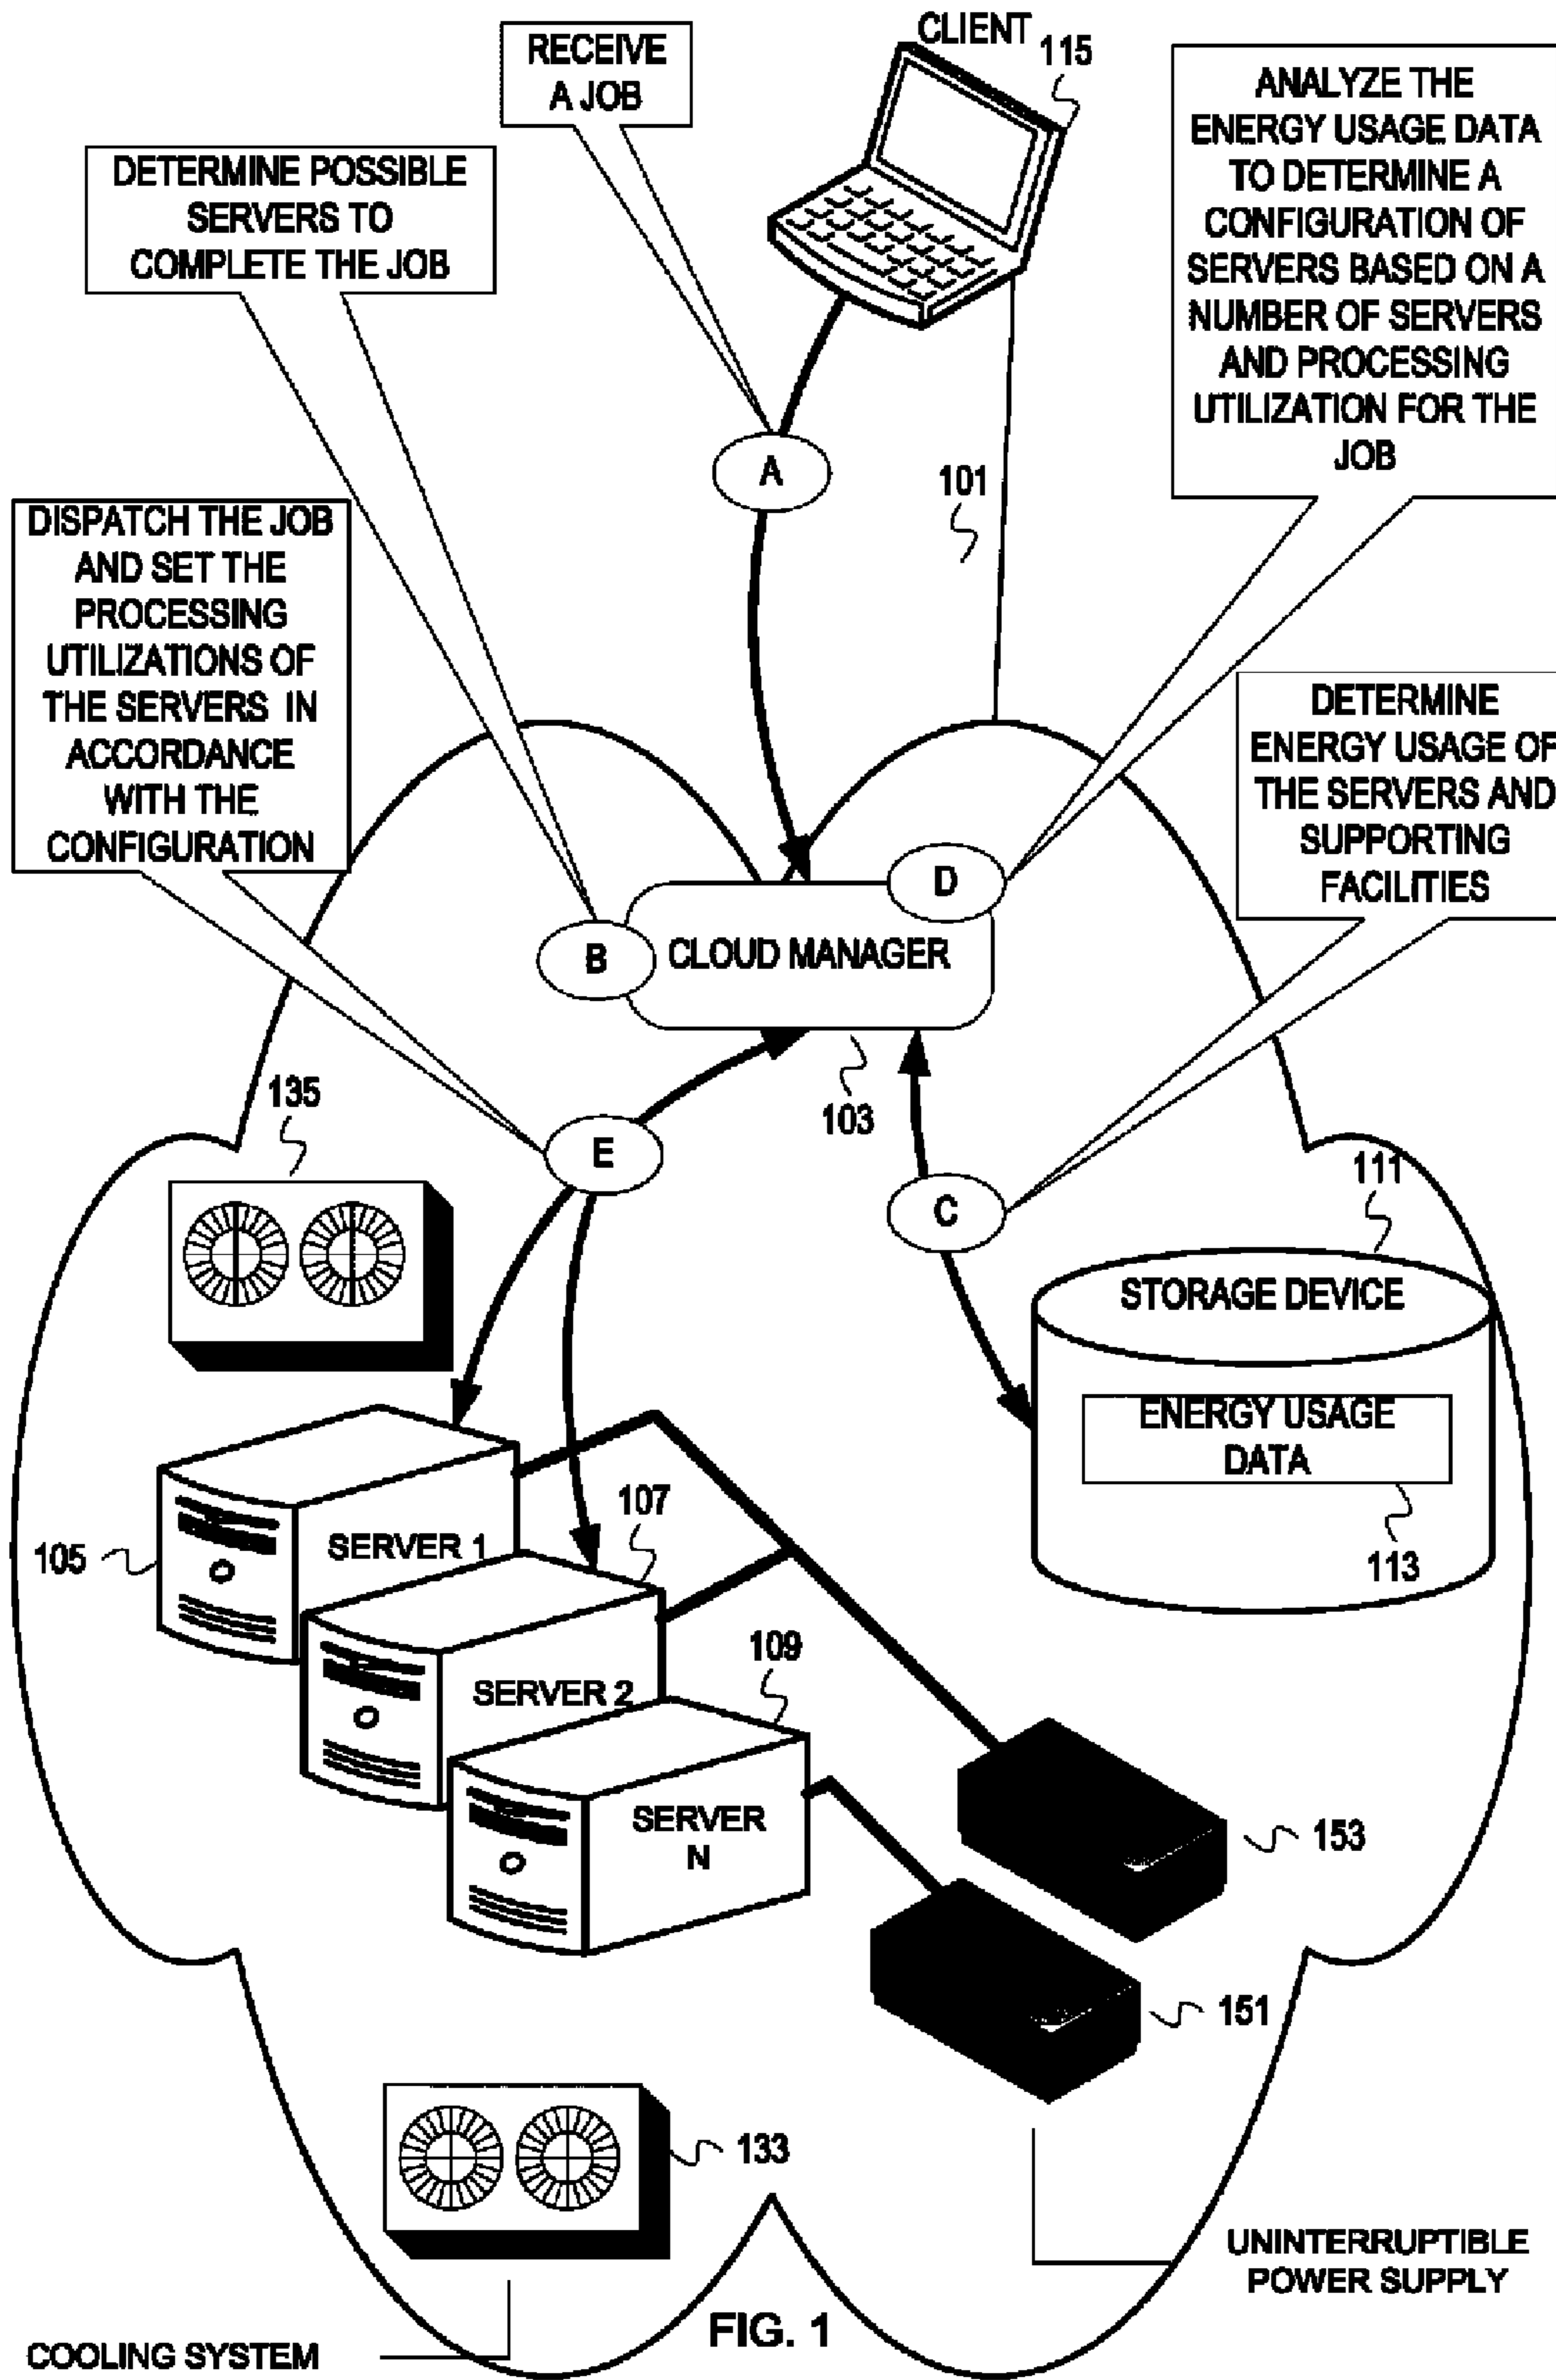 CLIENT
115
RECEIVE
A JOB
DETERMINE POSSIBLE
SERVERS TO
COMPLETE THE JOB
ANALYZE THE
ENERGY USAGE DATA
TO DETERMINE A
CONFIGURATION OF
SERVERS BASED ON A
NUMBER OF SERVERS
AND PROCESSING
UTILIZATION FOR THE
JOB
A
101
DISPATCH THE JOB
AND SET THE
PROCESSING
UTILIZATIONS OF
THE SERVERS IN
ACCORDANCE
WITH THE
CONFIGURATION
DETERMINE
ENERGY USAGE OF
THE SERVERS AND
SUPPORTING
FACILITIES
D
B
CLOUD MANAGER
103
135
E
C
111
STORAGE DEVICE
ENERGY USAGE
DATA
113
105
SERVER 1
107
SERVER 2
109
SERVER
N
153
151
133
UNINTERRUPTIBLE
POWER SUPPLY
COOLING SYSTEM
FIG. 1